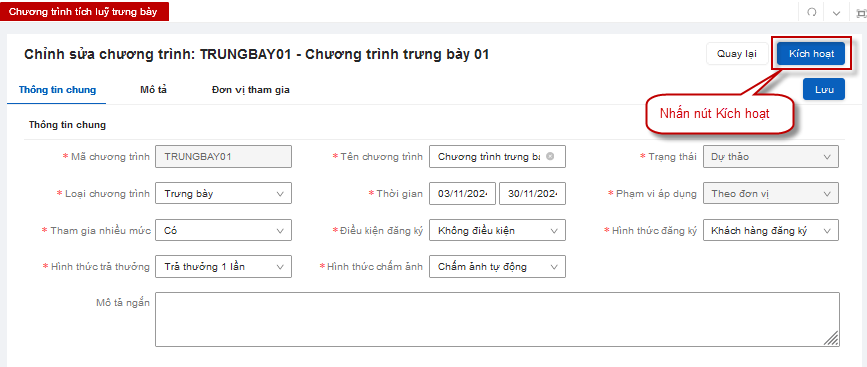 Chương trình tích luỹ trưng bày
Chỉnh sửa chương trình: TRUNGBAY01 - Chương trình trưng bày 01
Quay lại
Kích hoạt
Thông tin chung
Mô tả
Đơn vị tham gia
Lưu
Nhấn nút Kích hoạt
Thông tin chung
* Mã chương trình TRUNGBAY01 * Tên chương trình Chương trình trưng bà * Trạng thái Dự thảo
* Loại chương trình Trưng bày * Thời gian 03/11/2024 30/11/2024 * Phạm vi áp dụng Theo đơn vị
* Tham gia nhiều mức Có * Điều kiện đăng ký Không điều kiện * Hình thức đăng ký Khách hàng đăng ký
* Hình thức trả thưởng Trả thưởng 1 lần * Hình thức chấm ảnh Chấm ảnh tự động
Mô tả ngắn